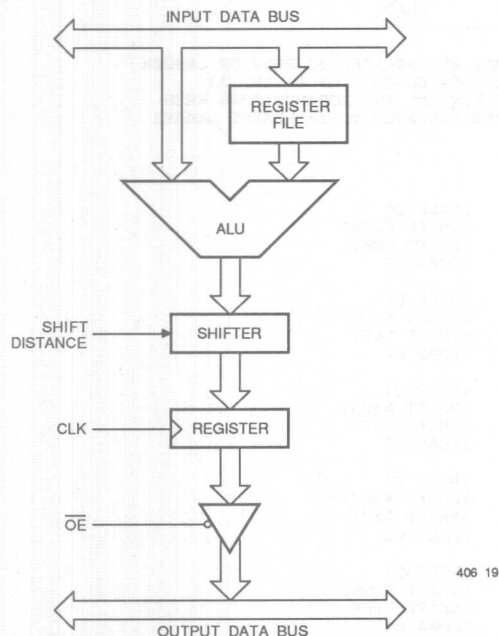 INPUT DATA BUS
REGISTER
FILE
ALU
SHIFT
DISTANCE
SHIFTER
CLK
REGISTER
OE
406 19
OUTPUT DATA BUS